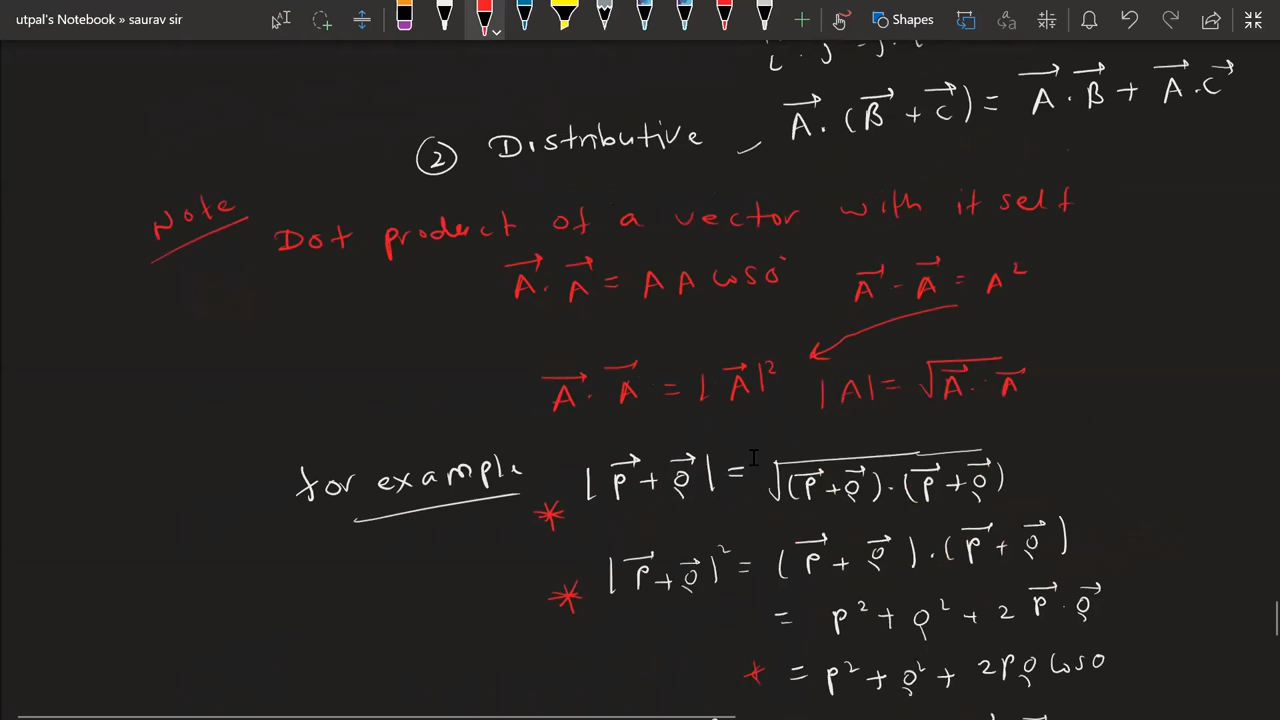 utpal's Notebook » saurav sir
Shapes
A⃗ . (B⃗ + C⃗) = A⃗ . B⃗ + A⃗ . C⃗
② Distributive
Note
Dot product of a vector with it self
A⃗ . A⃗ = A A cos0° A⃗ - A⃗ = A²
A⃗ . A⃗ = |A⃗|² |A| = √(A⃗ . A⃗)
for example |P⃗ + Q⃗| = √((P⃗ + Q⃗) . (P⃗ + Q⃗))
* |P⃗ + Q⃗|² = (P⃗ + Q⃗) . (P⃗ + Q⃗)
* = P² + Q² + 2 P⃗ . Q⃗
* = P² + Q² + 2PQ cosθ